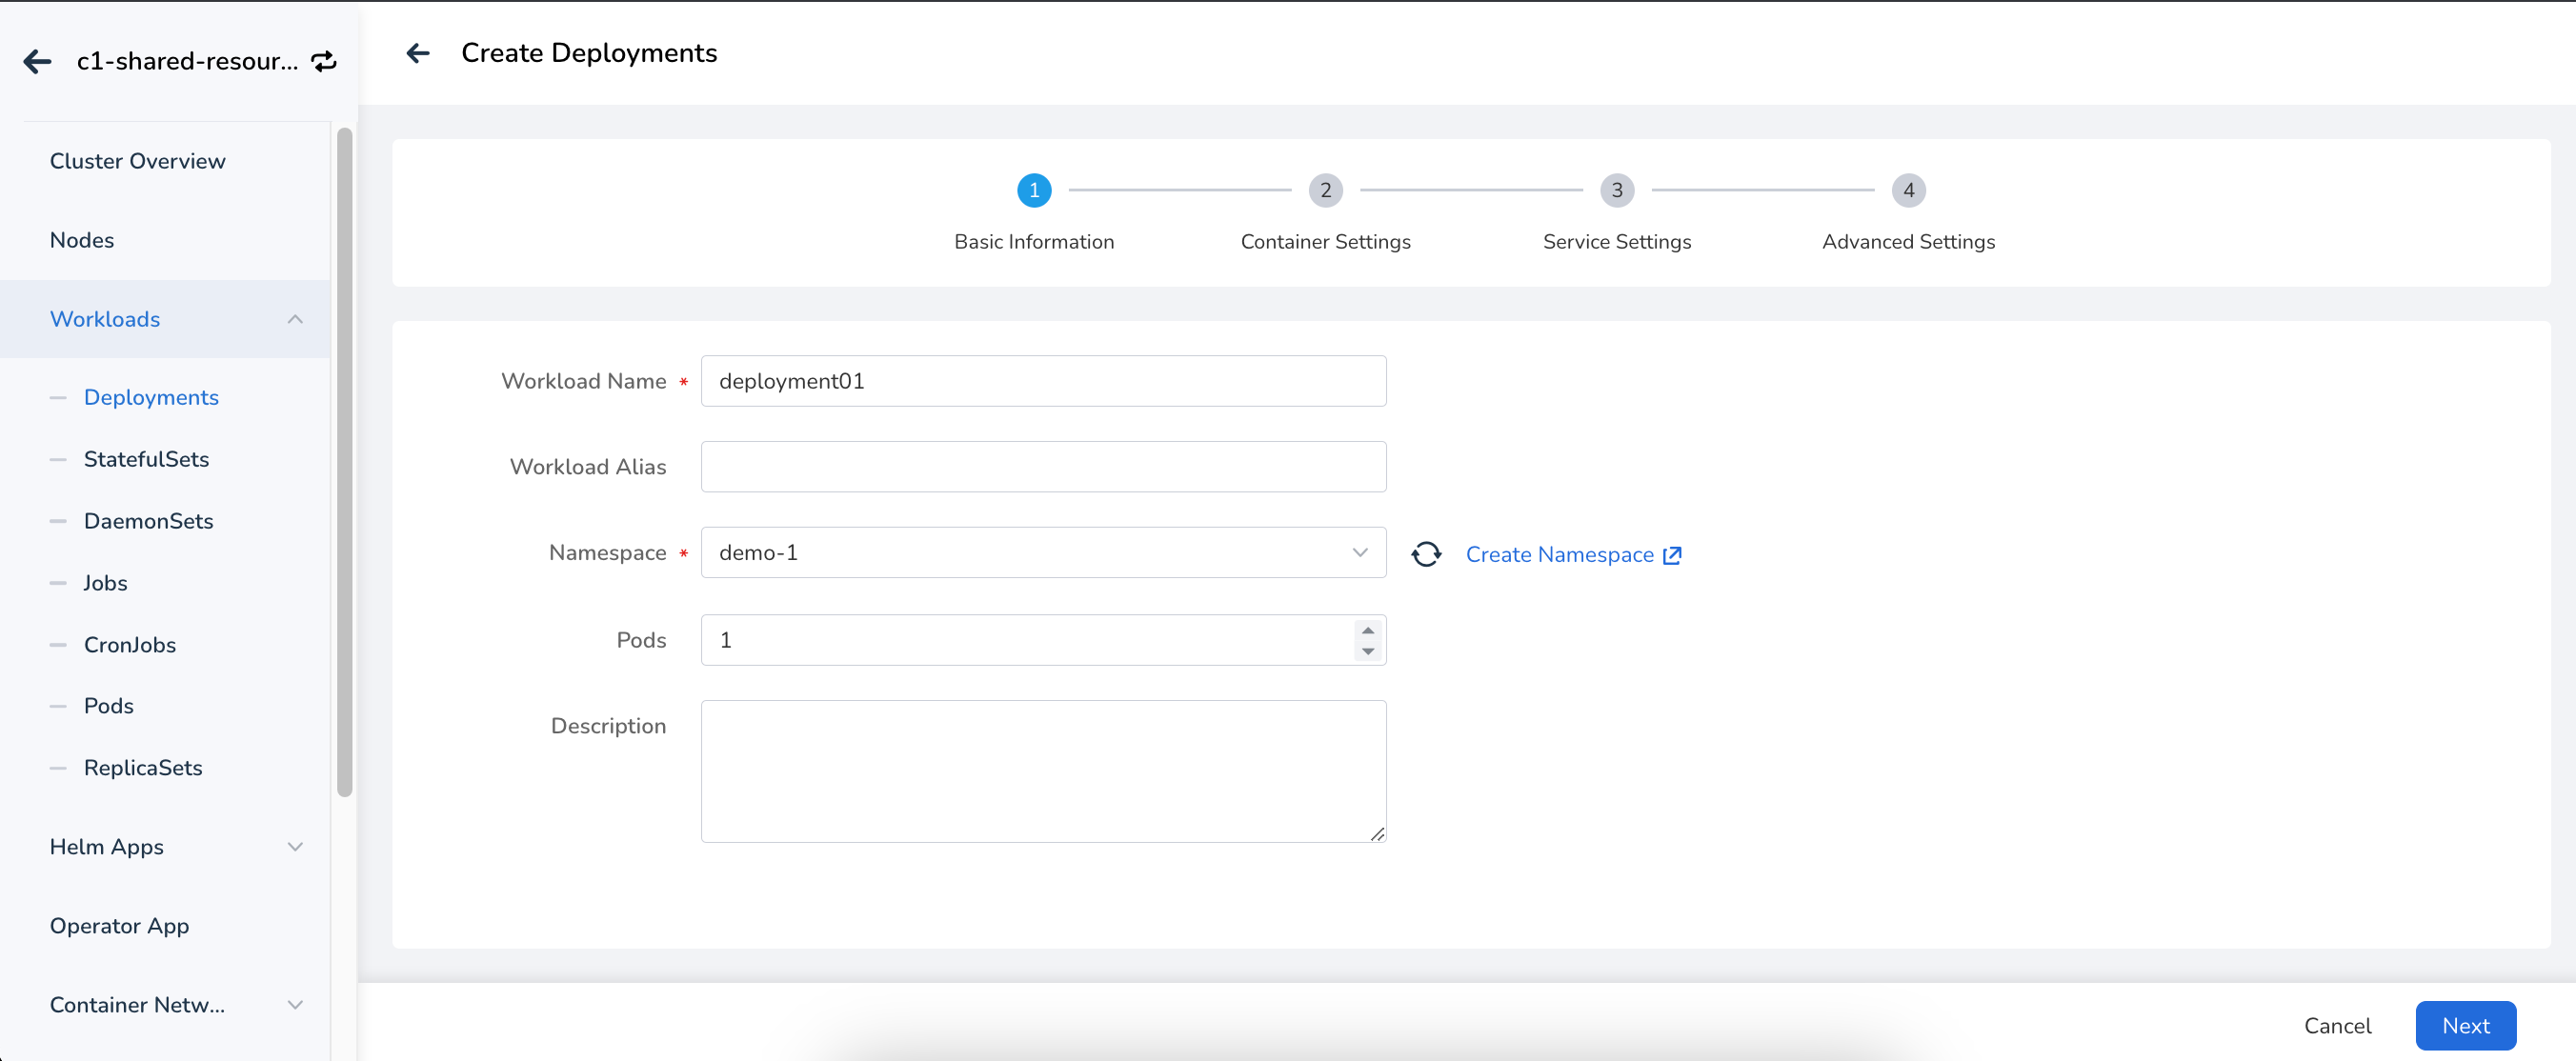 c1-shared-resour...
Cluster Overview
Nodes
Workloads
Deployments
StatefulSets
DaemonSets
Jobs
CronJobs
Pods
ReplicaSets
Helm Apps
Operator App
Container Netw...
Create Deployments
1 2 3 4
Basic Information Container Settings Service Settings Advanced Settings
Workload Name * deployment01
Workload Alias
Namespace * demo-1 Create Namespace
Pods 1
Description
Cancel Next